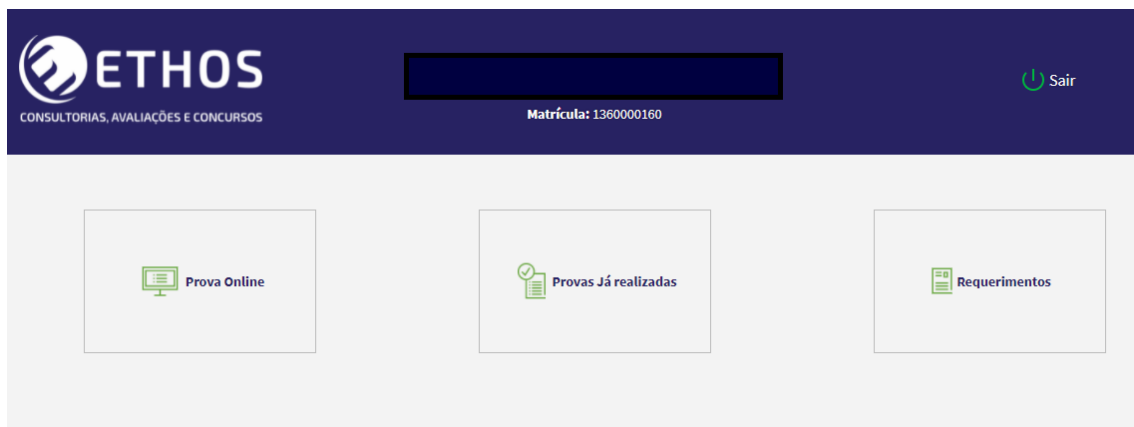 ETHOS
CONSULTORIAS, AVALIAÇÕES E CONCURSOS
Matrícula: 1360000160
Sair
Prova Online
Provas Já realizadas
Requerimentos